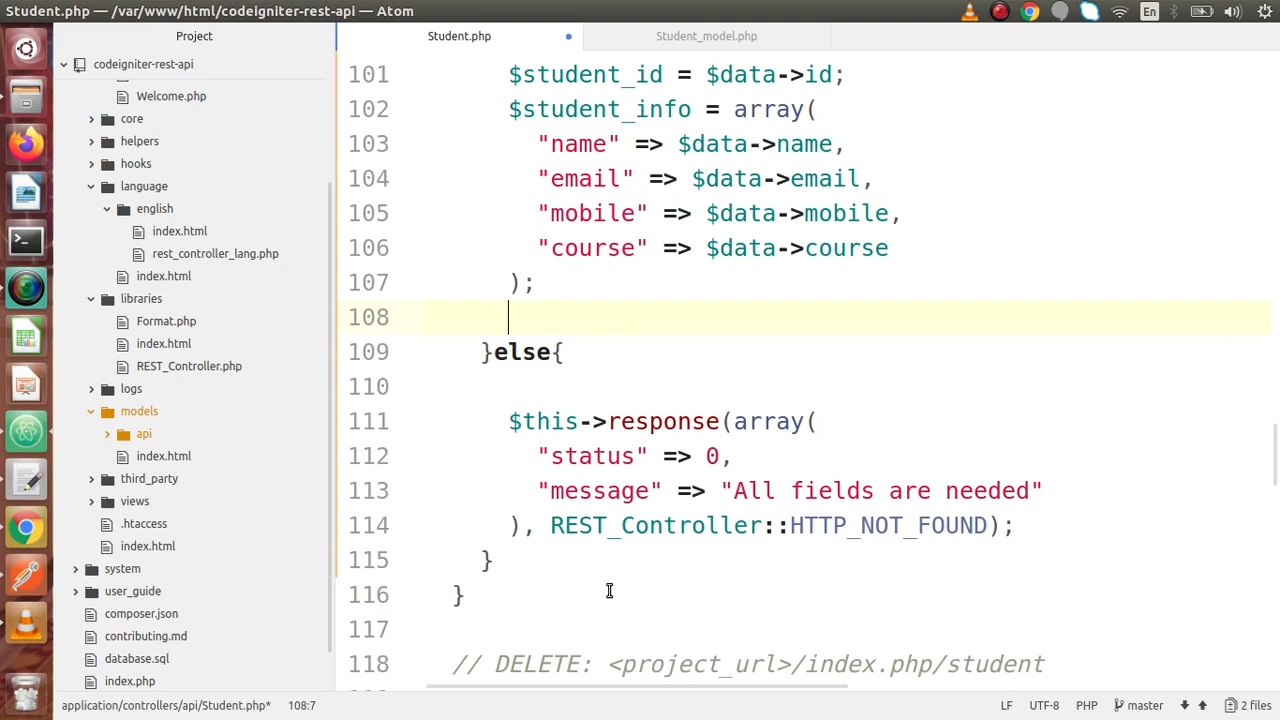 Student.php — /var/www/html/codeigniter-rest-api — Atom
En
Project
codeigniter-rest-api
Welcome.php
core
helpers
hooks
language
english
index.html
rest_controller_lang.php
index.html
libraries
Format.php
index.html
REST_Controller.php
logs
models
api
index.html
third_party
views
.htaccess
index.html
system
user_guide
composer.json
contributing.md
database.sql
index.php
Student.php
Student_model.php
101 $student_id = $data->id;
102 $student_info = array(
103 "name" => $data->name,
104 "email" => $data->email,
105 "mobile" => $data->mobile,
106 "course" => $data->course
107 );
108
109 }else{
110
111 $this->response(array(
112 "status" => 0,
113 "message" => "All fields are needed"
114 ), REST_Controller::HTTP_NOT_FOUND);
115 }
116 }
117
118 // DELETE: <project_url>/index.php/student
application/controllers/api/Student.php* 108:7 LF UTF-8 PHP master 2 files